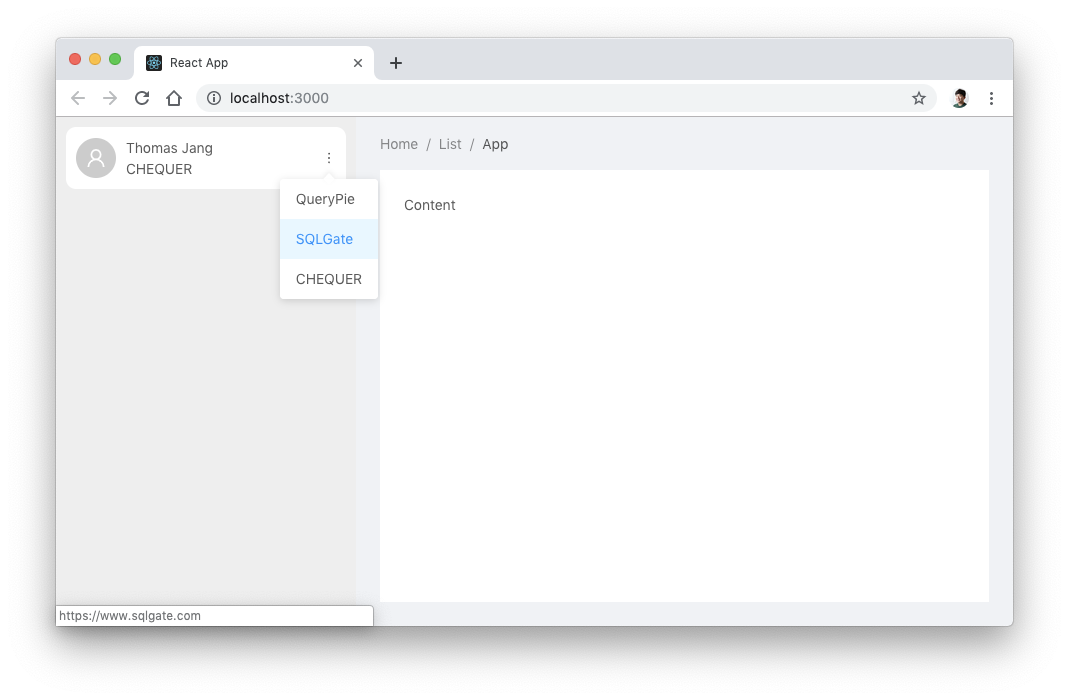 React App
localhost:3000
Thomas Jang
CHEQUER
Home / List / App
QueryPie
SQLGate
CHEQUER
Content
https://www.sqlgate.com